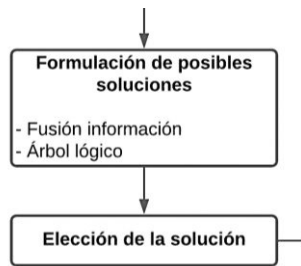 Formulación de posibles
soluciones
- Fusión información
- Árbol lógico
Elección de la solución